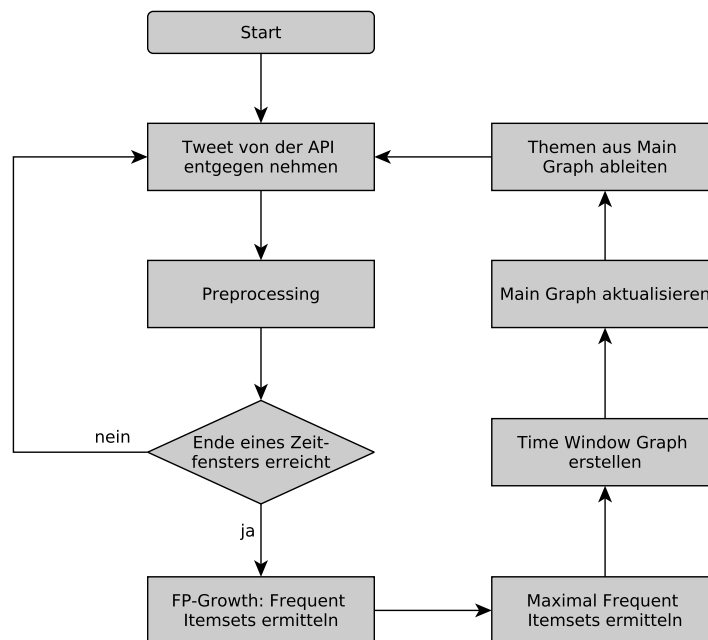 Start
Tweet von der API
entgegen nehmen
Preprocessing
Ende eines Zeit-
fensters erreicht
nein
ja
FP-Growth: Frequent
Itemsets ermitteln
Maximal Frequent
Itemsets ermitteln
Time Window Graph
erstellen
Main Graph aktualisieren
Themen aus Main
Graph ableiten